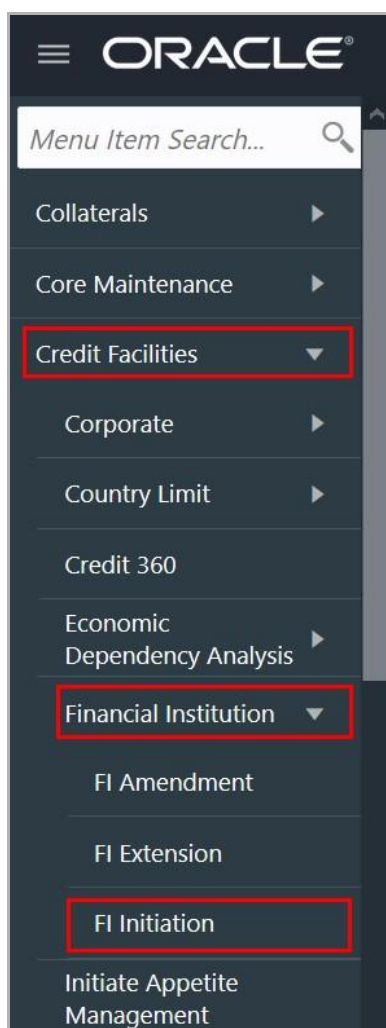 ORACLE®
Menu Item Search...
Collaterals
Core Maintenance
Credit Facilities
Corporate
Country Limit
Credit 360
Economic
Dependency Analysis
Financial Institution
FI Amendment
FI Extension
FI Initiation
Initiate Appetite
Management